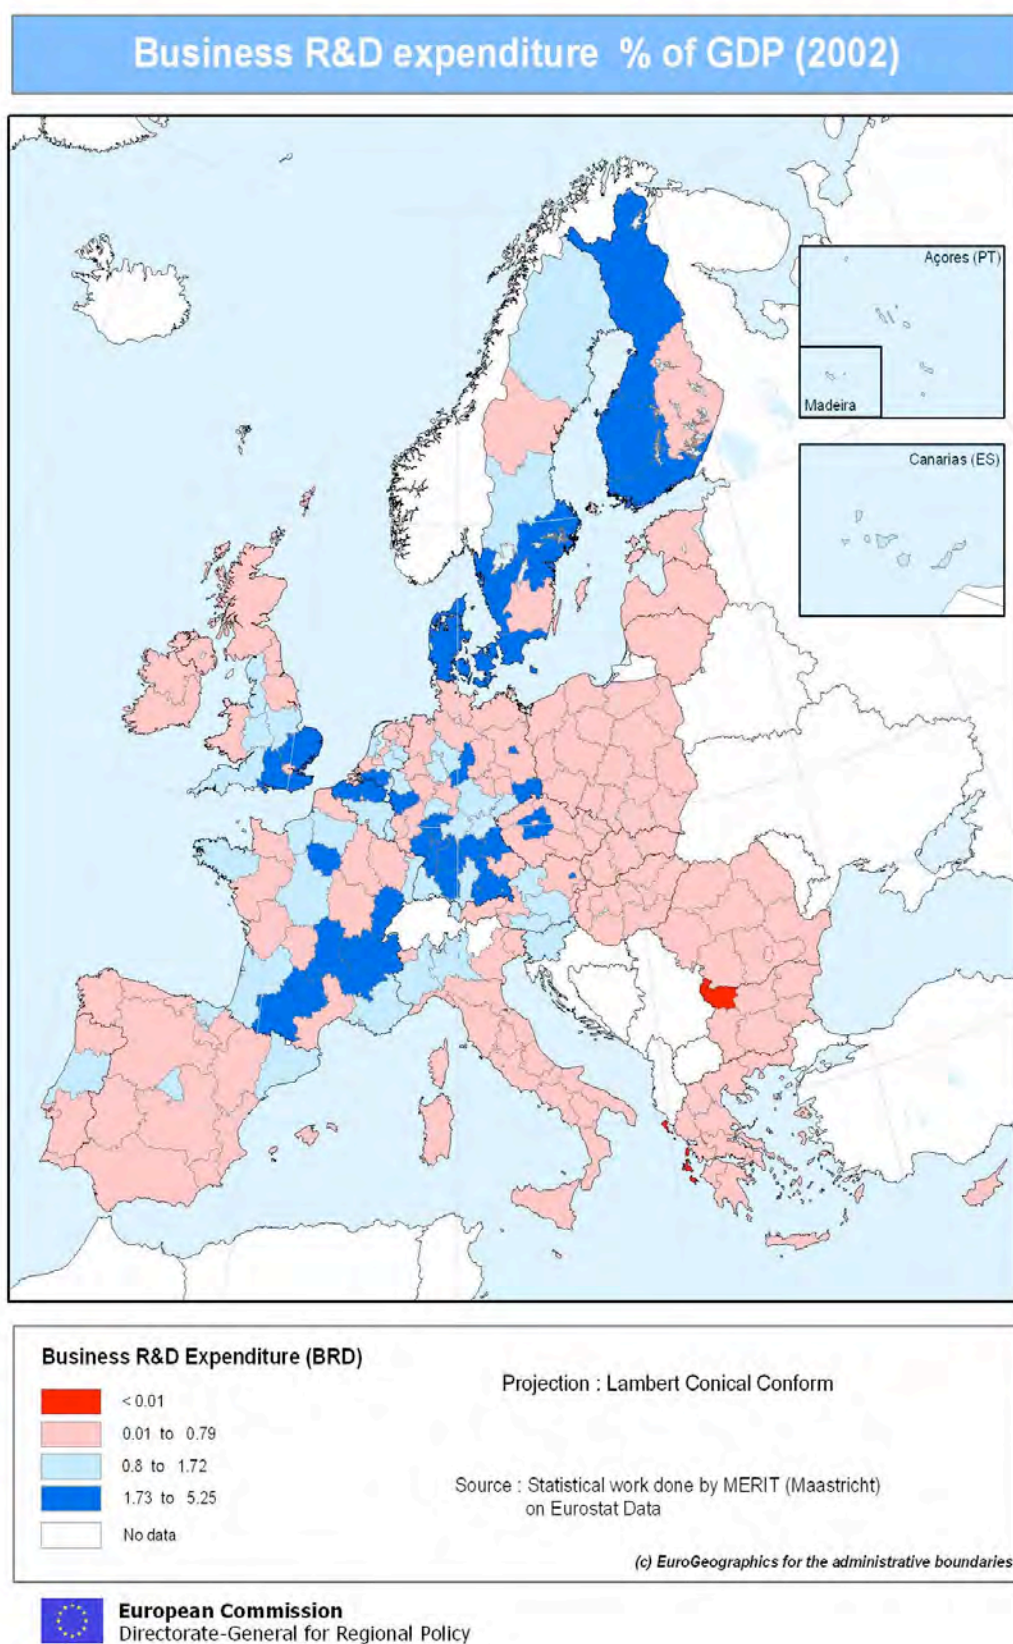 Business R&D expenditure % of GDP (2002)
Açores (PT)
Madeira
Canarias (ES)
Business R&D Expenditure (BRD)
< 0.01
0.01 to 0.79
0.8 to 1.72
1.73 to 5.25
No data
Projection : Lambert Conical Conform
Source : Statistical work done by MERIT (Maastricht)
on Eurostat Data
(c) EuroGeographics for the administrative boundaries
European Commission
Directorate-General for Regional Policy